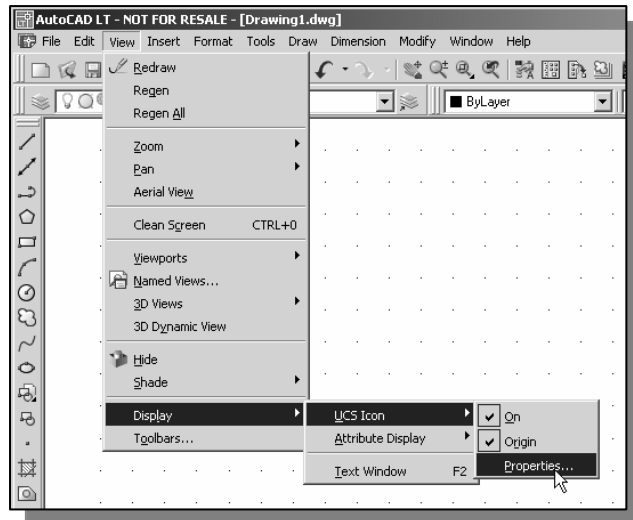 AutoCAD LT - NOT FOR RESALE - [Drawing1.dwg]
File Edit View Insert Format Tools Draw Dimension Modify Window Help
Redraw
Regen
Regen All
ByLayer
Zoom
Pan
Aerial View
Clean Screen CTRL+0
Viewports
Named Views...
3D Views
3D Dynamic View
Hide
Shade
Display
Toolbars...
UCS Icon
Attribute Display
Text Window F2
On
Origin
Properties...